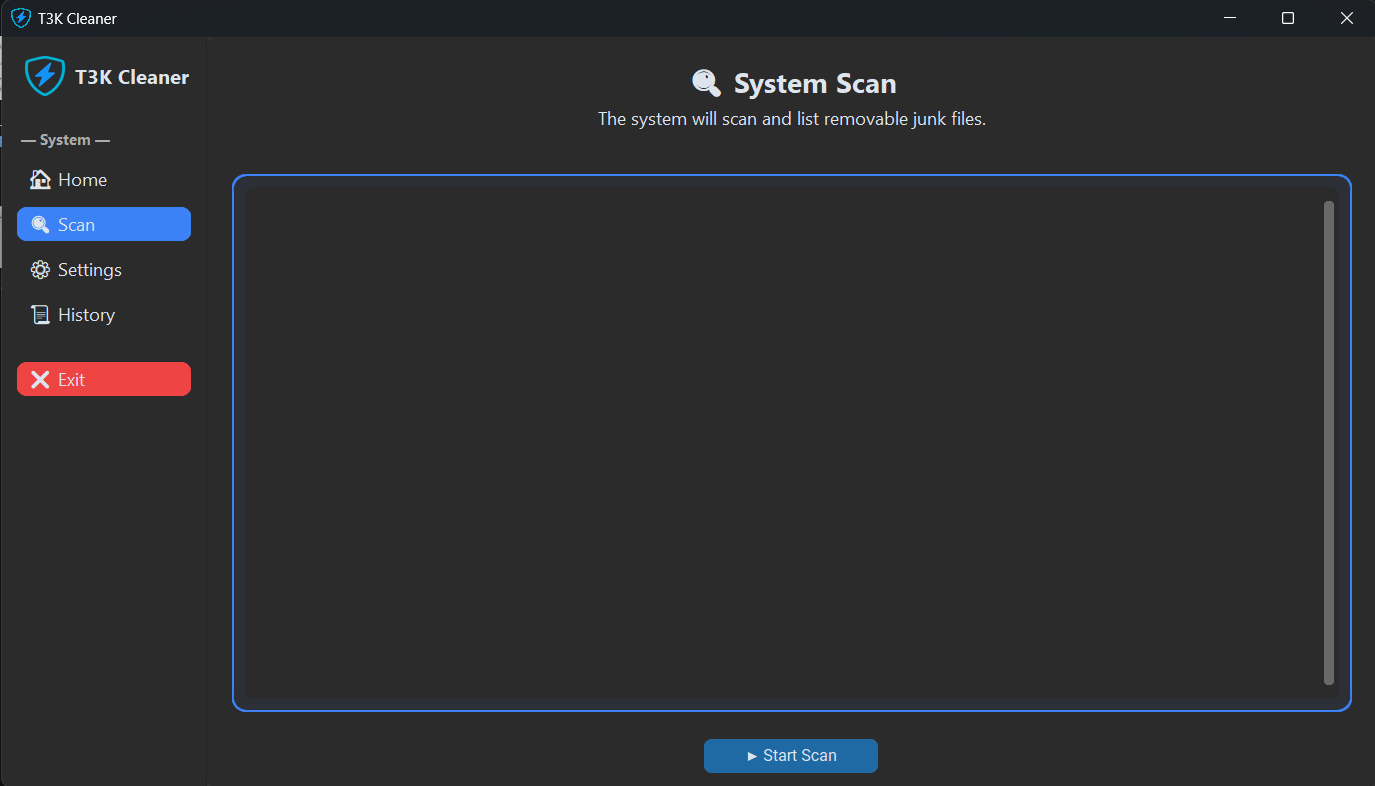 T3K Cleaner
T3K Cleaner
— System —
Home
Scan
Settings
History
Exit
System Scan
The system will scan and list removable junk files.
Start Scan